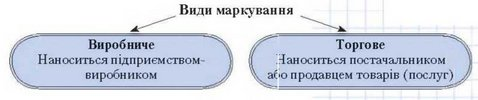 Види маркування
Виробниче
Наноситься підприємством-
виробником
Торгове
Наноситься постачальником
або продавцем товарів (послуг)